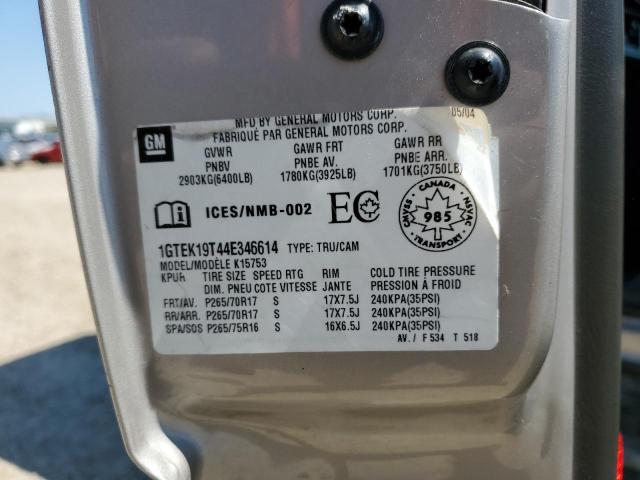 MFD BY GENERAL MOTORS CORP. 05/04
FABRIQUÉ PAR GENERAL MOTORS CORP.
GM
GVWR GAWR FRT GAWR RR
PNBV PNBE AV. PNBE ARR.
2903KG(6400LB) 1780KG(3925LB) 1701KG(3750LB)
i ICES/NMB-002 EC
CANADA
CMVSS 985 NSVAC
TRANSPORT
1GTEK19T44E346614 TYPE: TRU/CAM
MODEL/MODÈLE K15753
KPUR TIRE SIZE SPEED RTG RIM COLD TIRE PRESSURE
DIM. PNEU COTE VITESSE JANTE PRESSION À FROID
FRT/AV. P265/70R17 S 17X7.5J 240KPA(35PSI)
RR/ARR. P265/70R17 S 17X7.5J 240KPA(35PSI)
SPA/SOS P265/75R16 S 16X6.5J 240KPA(35PSI)
AV. / F 534 T 518